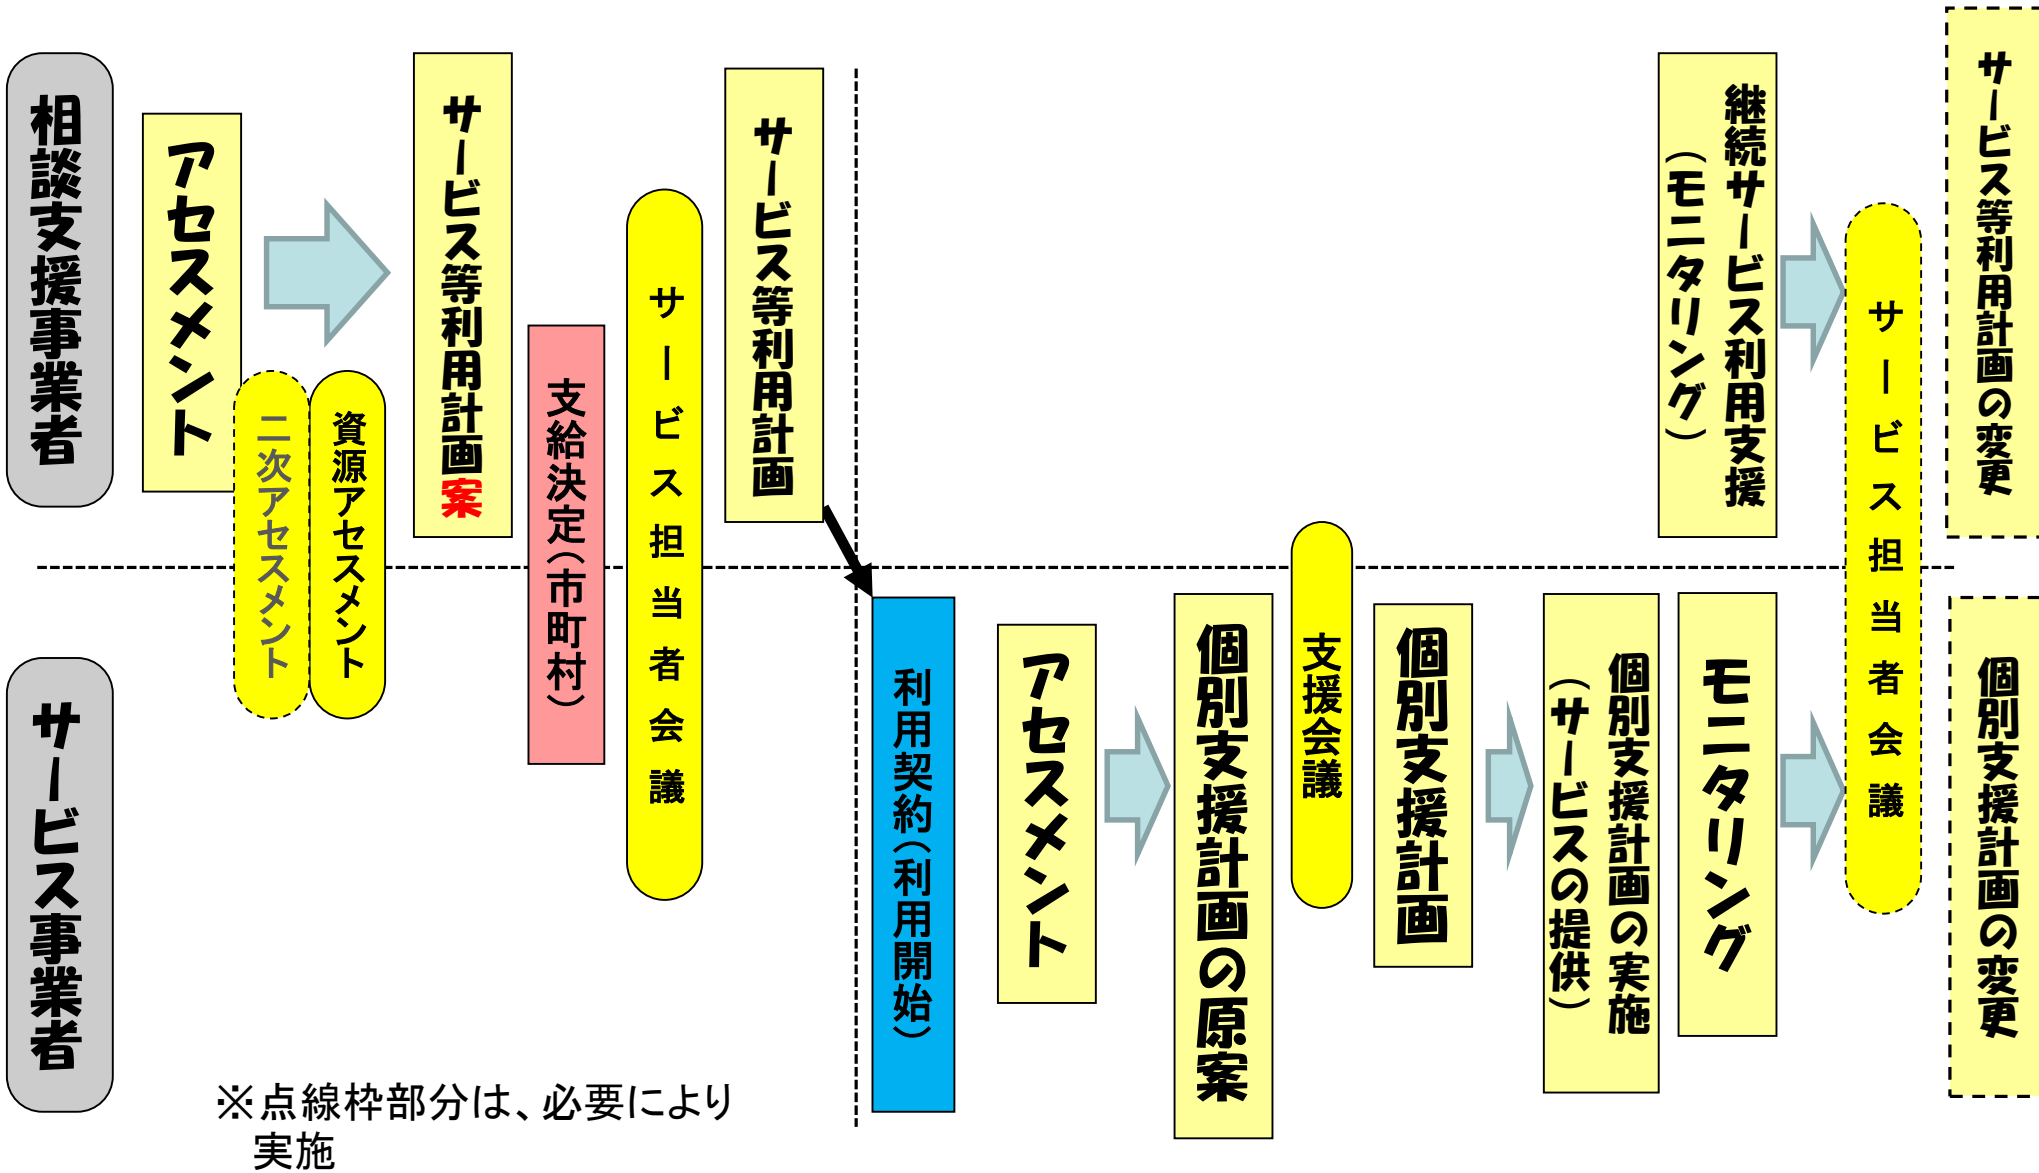 相談支援事業者
アセスメント
二次アセスメント
資源アセスメント
サービス等利用計画案
支給決定（市町村）
サービス担当者会議
サービス等利用計画
継続サービス利用支援
（モニタリング）
サービス担当者会議
サービス等利用計画の変更
サービス事業者
利用契約（利用開始）
アセスメント
個別支援計画の原案
支援会議
個別支援計画
個別支援計画の実施
（サービスの提供）
モニタリング
個別支援計画の変更
※点線枠部分は、必要により
実施